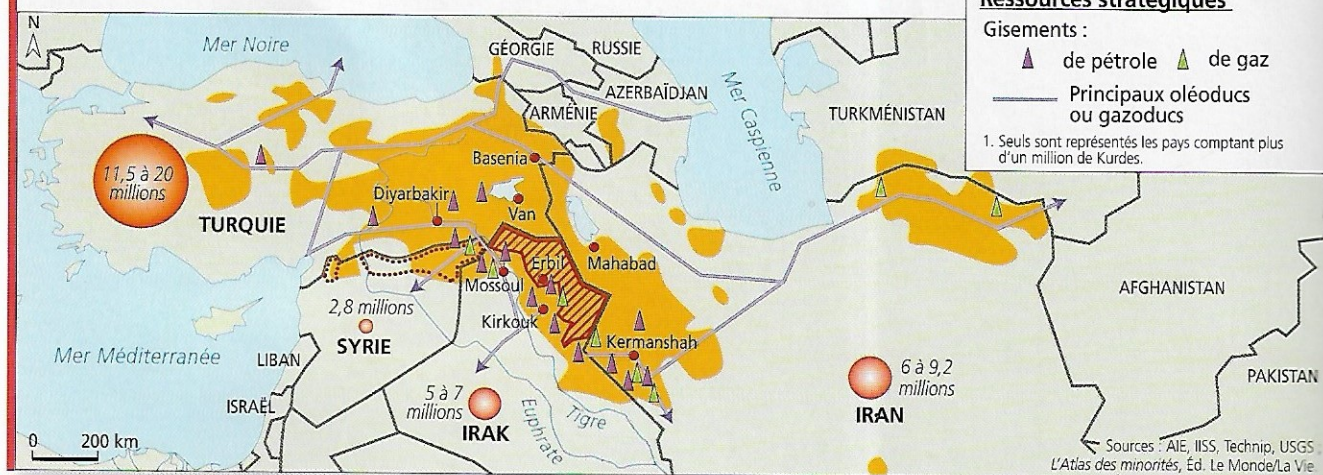 Ressources stratégiques
Gisements :
de pétrole
de gaz
Principaux oléoducs
ou gazoducs
1. Seuls sont représentés les pays comptant plus
d'un million de Kurdes.
N
Mer Noire
GÉORGIE
RUSSIE
ARMÉNIE
AZERBAÏDJAN
Mer Caspienne
TURKMÉNISTAN
11,5 à 20
millions
TURQUIE
Basenia
Diyarbakir
Van
Mossoul
Erbil
Mahabad
Kirkouk
Kermanshah
2,8 millions
SYRIE
Mer Méditerranée
LIBAN
ISRAËL
5 à 7
millions
IRAK
Euphrate
Tigre
6 à 9,2
millions
IRAN
AFGHANISTAN
PAKISTAN
0 200 km
Sources : AIE, IISS, Technip, USGS
L'Atlas des minorités, Éd. Le Monde/La Vie